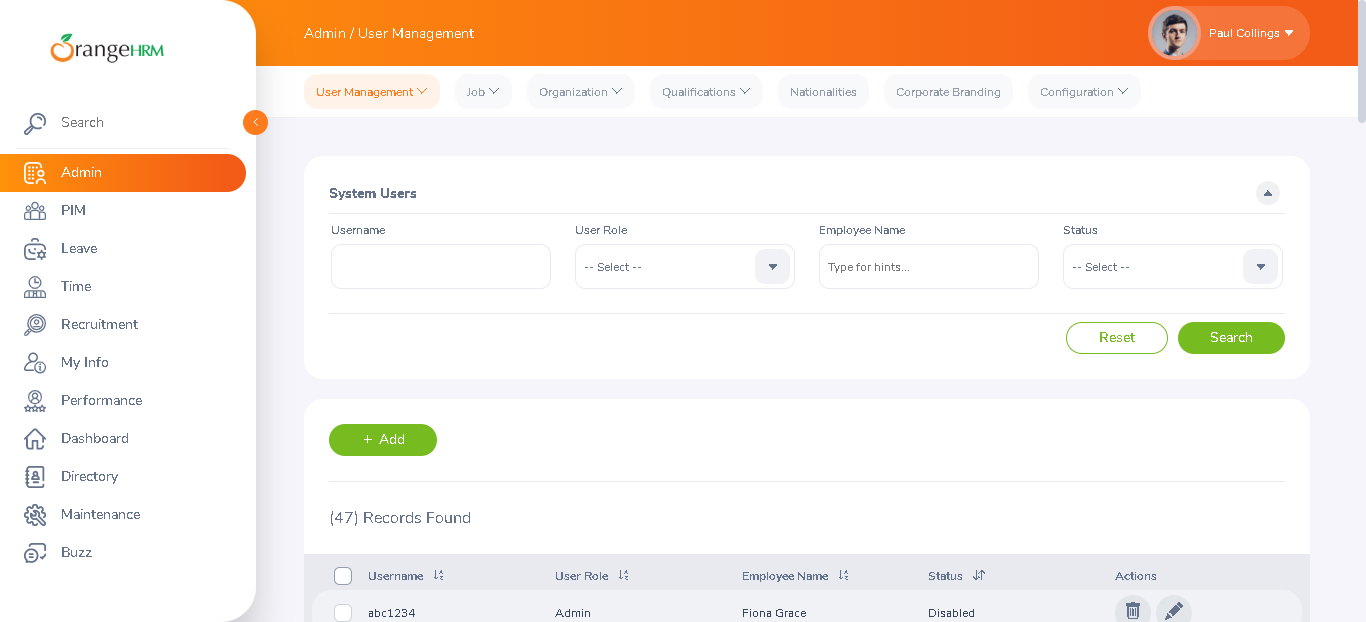 OrangeHRM
Search
Admin
PIM
Leave
Time
Recruitment
My Info
Performance
Dashboard
Directory
Maintenance
Buzz
Admin / User Management
Paul Collings
User Management
Job
Organization
Qualifications
Nationalities
Corporate Branding
Configuration
System Users
Username
User Role
Employee Name
Status
-- Select --
Type for hints...
-- Select --
Reset
Search
+ Add
(47) Records Found
Username User Role Employee Name Status Actions
abc1234 Admin Fiona Grace Disabled